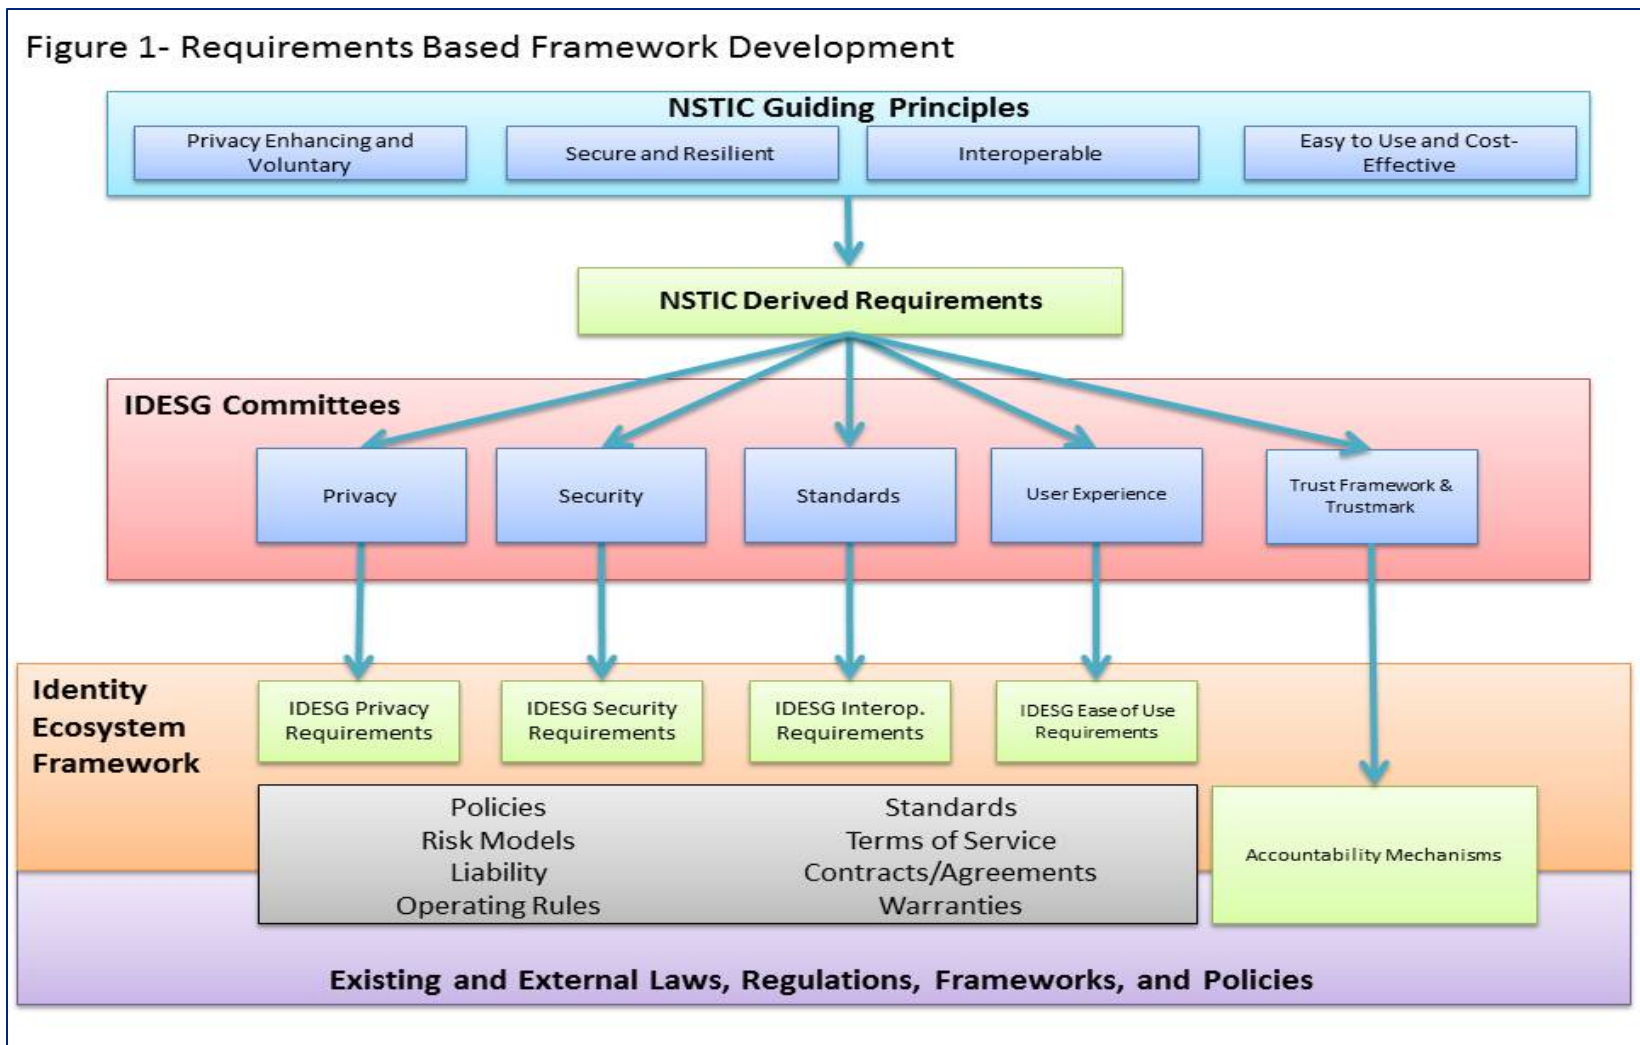 Figure 1- Requirements Based Framework Development
NSTIC Guiding Principles
Privacy Enhancing and
Voluntary
Secure and Resilient
Interoperable
Easy to Use and Cost-
Effective
NSTIC Derived Requirements
IDESG Committees
Privacy
Security
Standards
User Experience
Trust Framework &
Trustmark
Identity
Ecosystem
Framework
IDESG Privacy
Requirements
IDESG Security
Requirements
IDESG Interop.
Requirements
IDESG Ease of Use
Requirements
Policies
Risk Models
Liability
Operating Rules
Standards
Terms of Service
Contracts/Agreements
Warranties
Accountability Mechanisms
Existing and External Laws, Regulations, Frameworks, and Policies